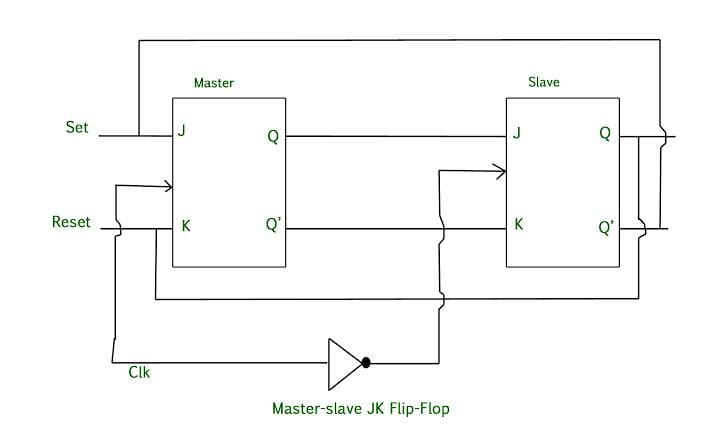 Master
Slave
Set
J
Q
J
Q
Reset
K
Q'
K
Q'
Clk
Master-slave JK Flip-Flop